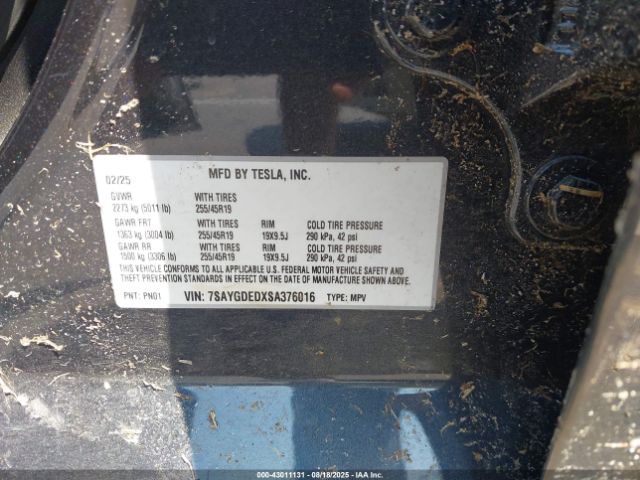 02/25 MFD BY TESLA, INC.
GVWR WITH TIRES
2273 kg (5011 lb) 255/45R19
GAWR FRT WITH TIRES RIM COLD TIRE PRESSURE
1363 kg (3004 lb) 255/45R19 19X9.5J 290 kPa, 42 psi
GAWR RR WITH TIRES RIM COLD TIRE PRESSURE
1500 kg (3306 lb) 255/45R19 19X9.5J 290 kPa, 42 psi
THIS VEHICLE CONFORMS TO ALL APPLICABLE U.S. FEDERAL MOTOR VEHICLE SAFETY AND
THEFT PREVENTION STANDARDS IN EFFECT ON THE DATE OF MANUFACTURE SHOWN ABOVE.
PNT: PN01 VIN: 7SAYGDEDXSA376016 TYPE: MPV
000-43011131 - 08/18/2025 - IAAI Copyright